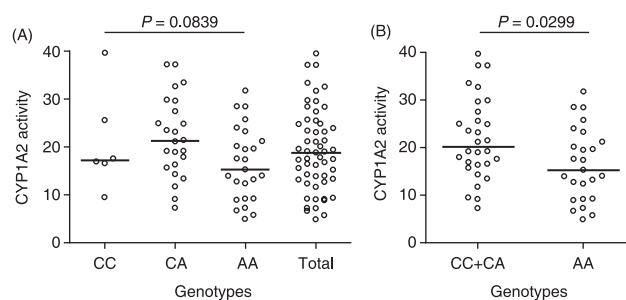 (A)
P = 0.0839
CYP1A2 activity
40
30
20
10
0
CC CA AA Total
Genotypes
(B)
P = 0.0299
CYP1A2 activity
40
30
20
10
0
CC+CA AA
Genotypes